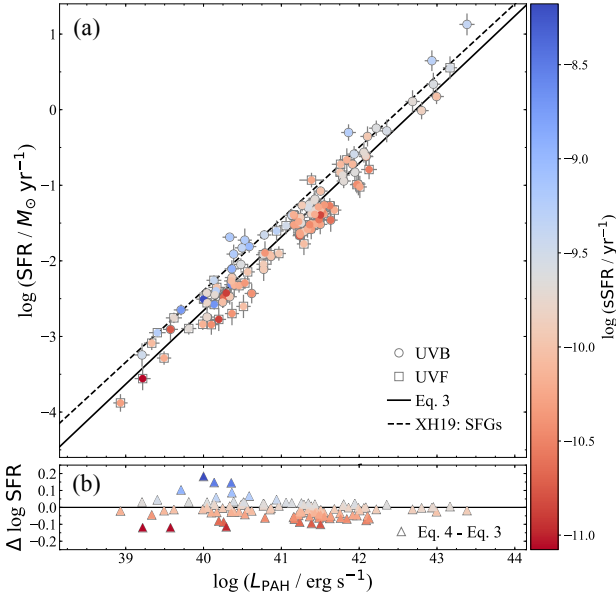 (a)
1
0
−1
−2
−3
−4
log (SFR / M⊙ yr⁻¹)
UVB
UVF
Eq. 3
XH19: SFGs
(b)
0.2
0.1
0.0
−0.1
−0.2
Δ log SFR
Eq. 4 - Eq. 3
39 40 41 42 43 44
log (L_PAH / erg s⁻¹)
−8.5
−9.0
−9.5
−10.0
−10.5
−11.0
log (sSFR / yr⁻¹)